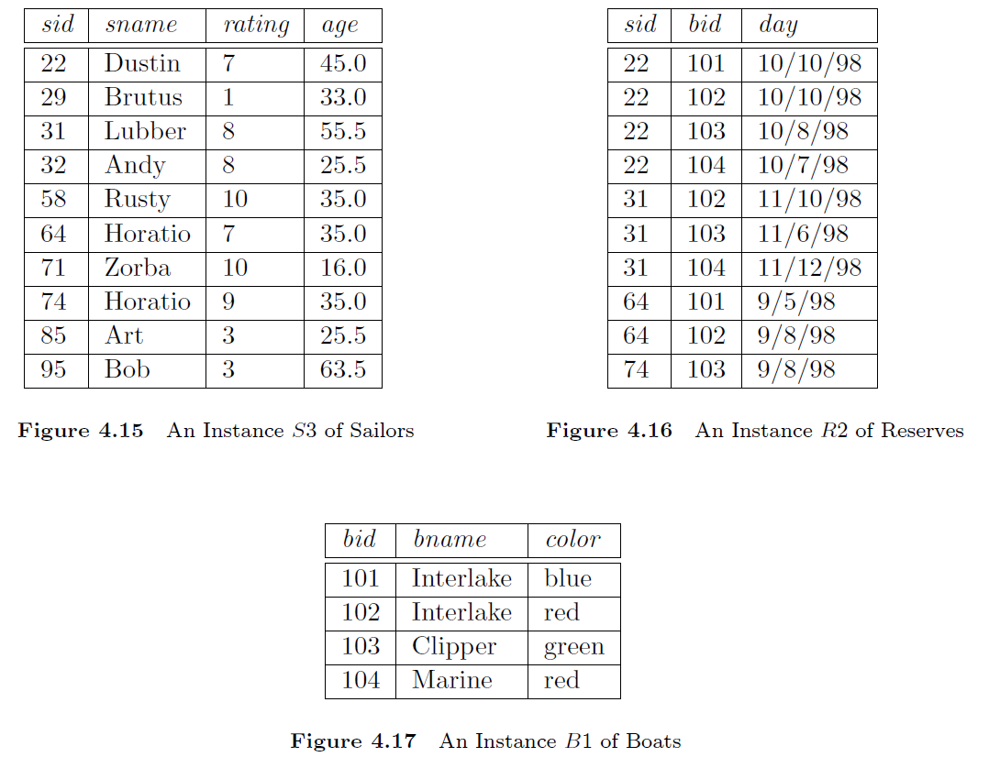 sid sname rating age
22 Dustin 7 45.0
29 Brutus 1 33.0
31 Lubber 8 55.5
32 Andy 8 25.5
58 Rusty 10 35.0
64 Horatio 7 35.0
71 Zorba 10 16.0
74 Horatio 9 35.0
85 Art 3 25.5
95 Bob 3 63.5
Figure 4.15 An Instance S3 of Sailors
sid bid day
22 101 10/10/98
22 102 10/10/98
22 103 10/8/98
22 104 10/7/98
31 102 11/10/98
31 103 11/6/98
31 104 11/12/98
64 101 9/5/98
64 102 9/8/98
74 103 9/8/98
Figure 4.16 An Instance R2 of Reserves
bid bname color
101 Interlake blue
102 Interlake red
103 Clipper green
104 Marine red
Figure 4.17 An Instance B1 of Boats